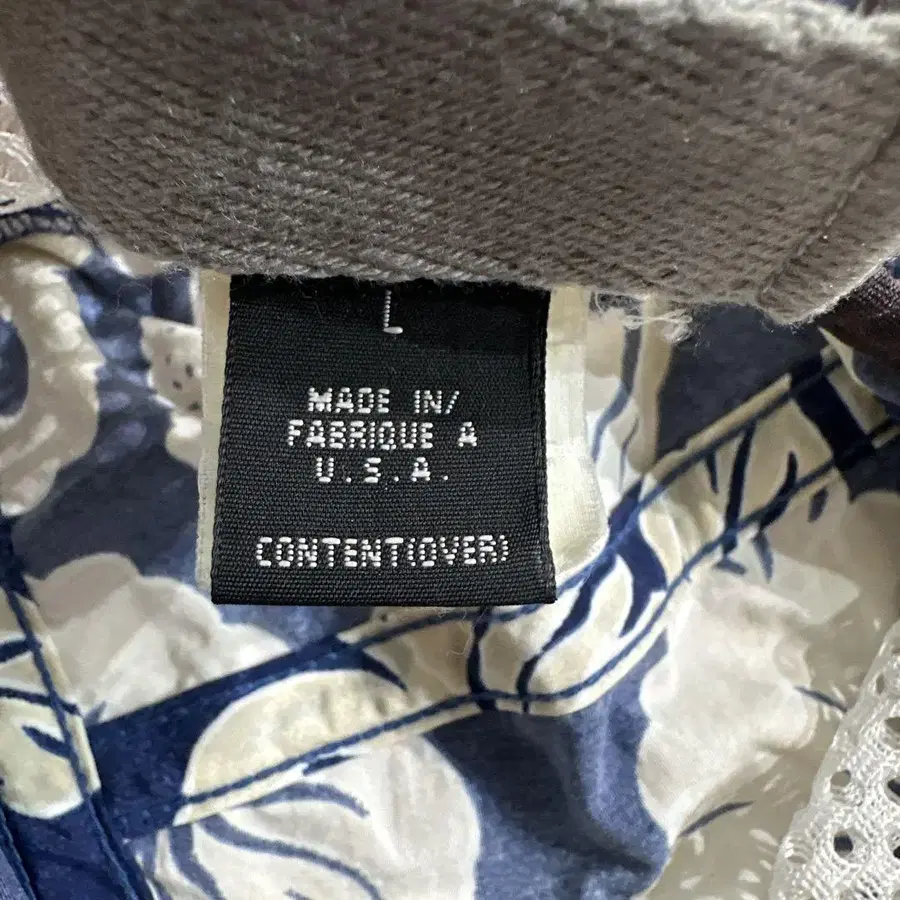 L
MADE IN/
FABRIQUE A
U.S.A.
CONTENT(OVER)